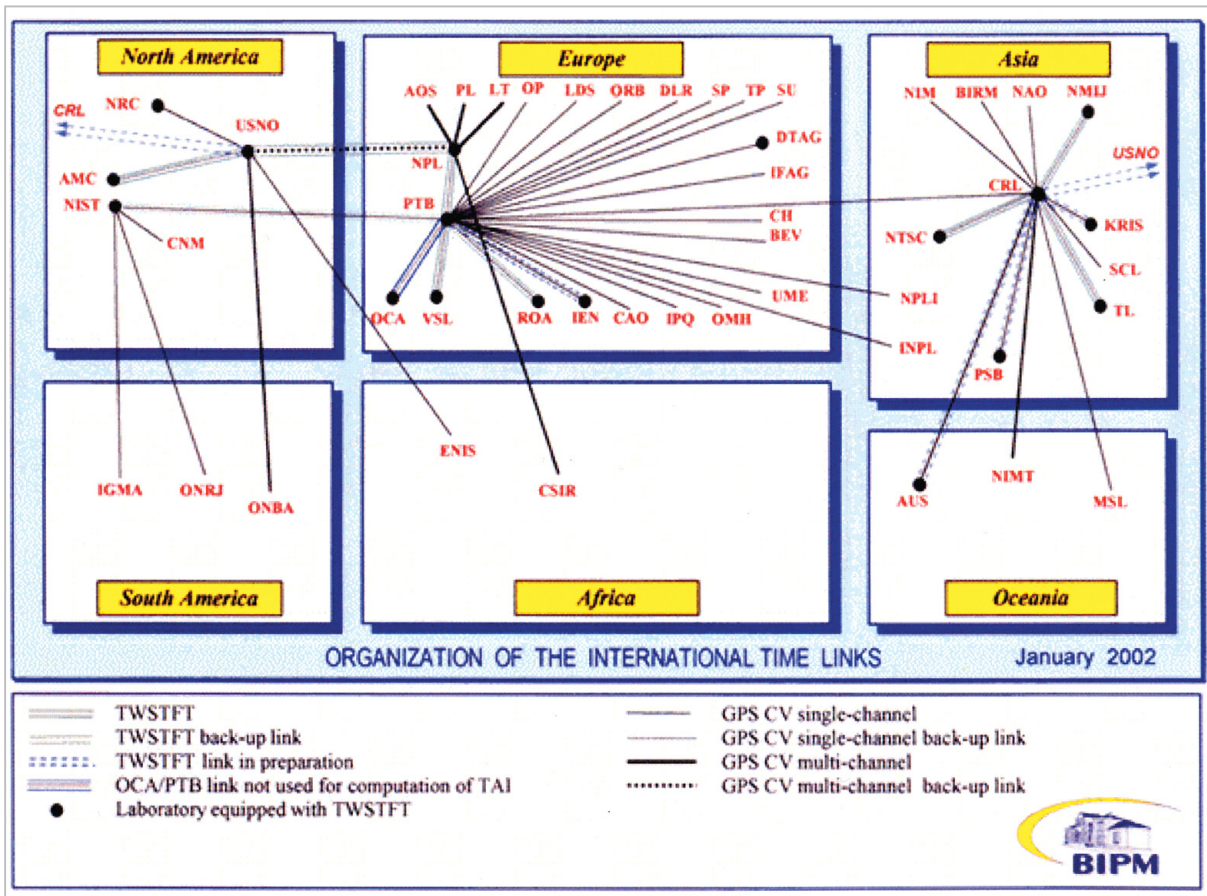 North America
Europe
Asia
NRC
CRL
USNO
AMC
NIST
CNM
AOS PL LT OP LDS ORB DLR SP TP SU
NPL
DTAG
IFAG
PTB
CH
BEV
UME
NPLI
INPL
OCA VSL ROA IEN CAO IPQ OMH
NIM BIRM NAO NMIJ
USNO
CRL
KRIS
NTSC
SCL
TL
PSB
IGMA ONRJ ONBA
ENIS
CSIR
AUS NIMT MSL
South America
Africa
Oceania
ORGANIZATION OF THE INTERNATIONAL TIME LINKS January 2002
TWSTFT
TWSTFT back-up link
TWSTFT link in preparation
OCA/PTB link not used for computation of TAI
Laboratory equipped with TWSTFT
GPS CV single-channel
GPS CV single-channel back-up link
GPS CV multi-channel
GPS CV multi-channel back-up link
BIPM